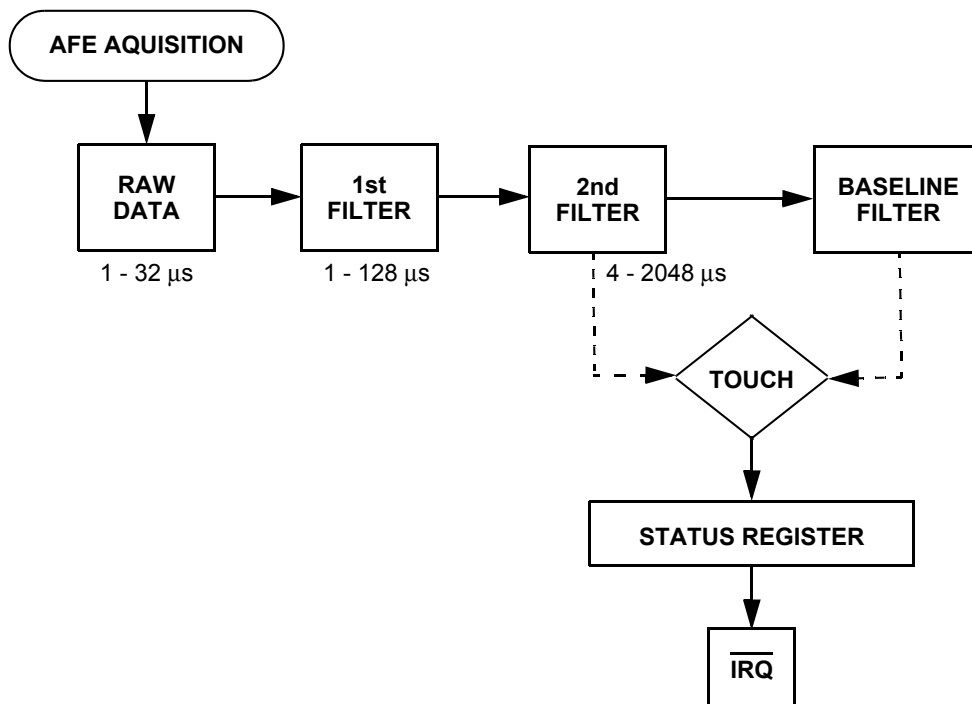 AFE AQUISITION
RAW
DATA
1st
FILTER
2nd
FILTER
BASELINE
FILTER
1 - 32 μs
1 - 128 μs
4 - 2048 μs
TOUCH
STATUS REGISTER
IRQ